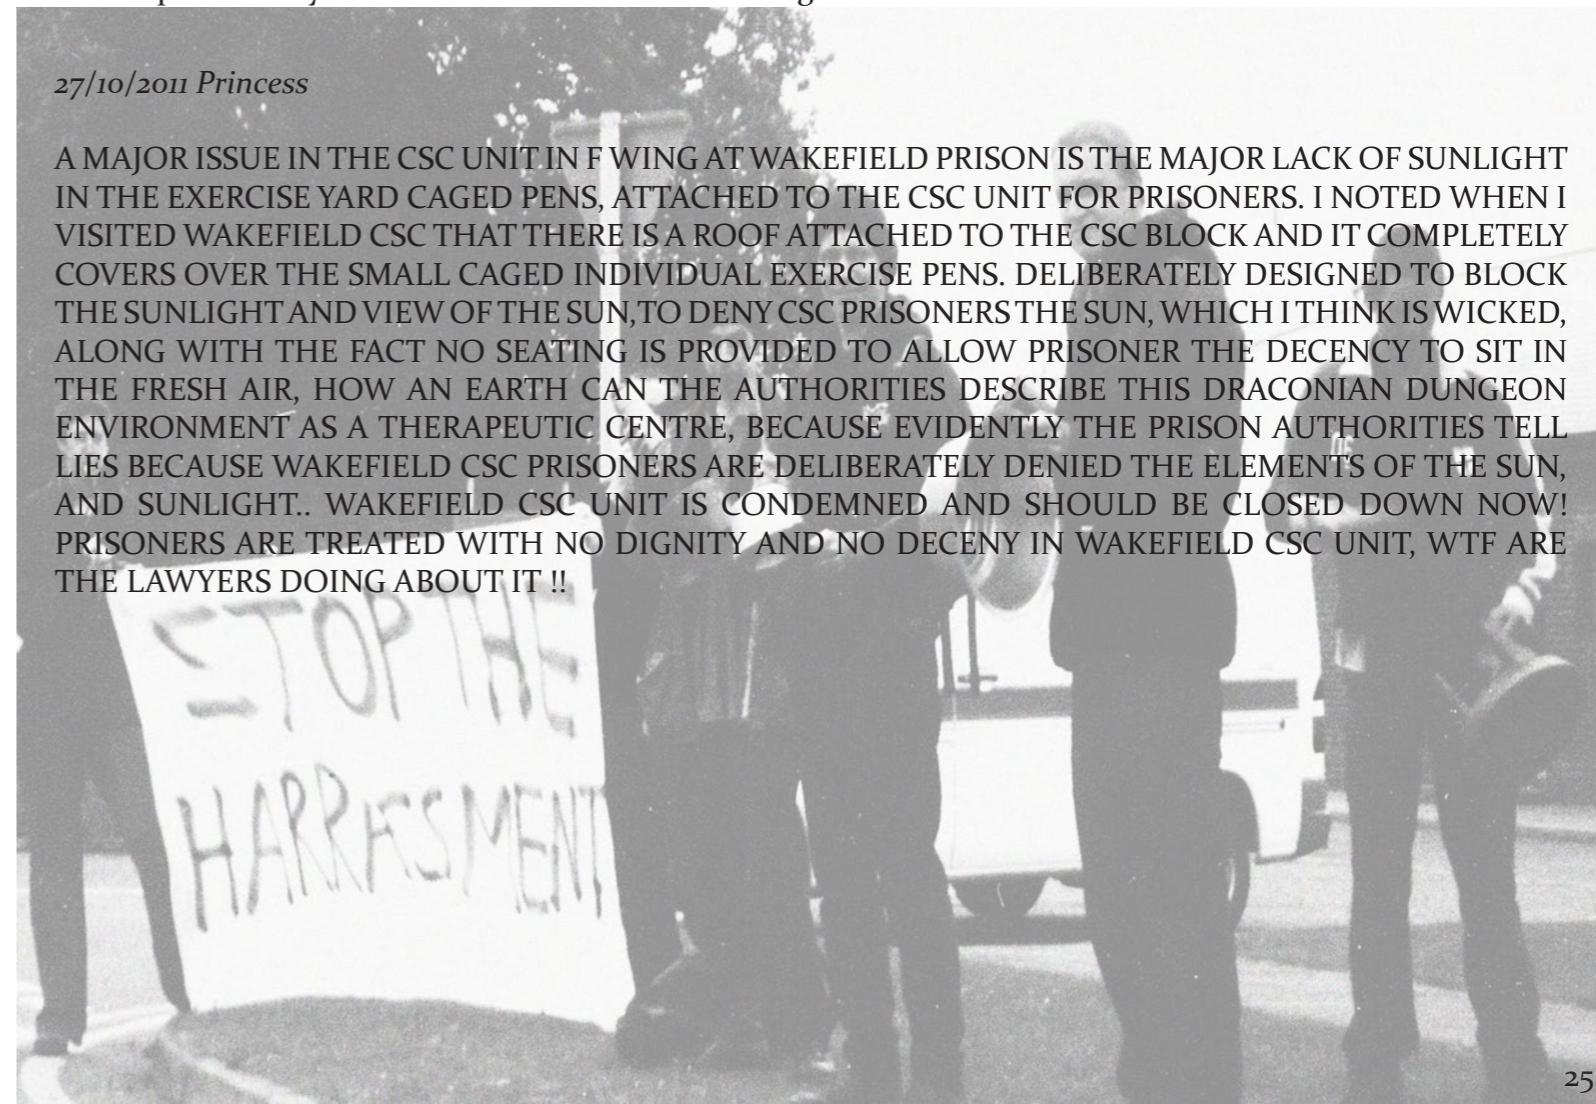 27/10/2011 Princess
A MAJOR ISSUE IN THE CSC UNIT IN F WING AT WAKEFIELD PRISON IS THE MAJOR LACK OF SUNLIGHT
IN THE EXERCISE YARD CAGED PENS, ATTACHED TO THE CSC UNIT FOR PRISONERS. I NOTED WHEN I
VISITED WAKEFIELD CSC THAT THERE IS A ROOF ATTACHED TO THE CSC BLOCK AND IT COMPLETELY
COVERS OVER THE SMALL CAGED INDIVIDUAL EXERCISE PENS. DELIBERATELY DESIGNED TO BLOCK
THE SUNLIGHT AND VIEW OF THE SUN,TO DENY CSC PRISONERS THE SUN, WHICH I THINK IS WICKED,
ALONG WITH THE FACT NO SEATING IS PROVIDED TO ALLOW PRISONER THE DECENCY TO SIT IN
THE FRESH AIR, HOW AN EARTH CAN THE AUTHORITIES DESCRIBE THIS DRACONIAN DUNGEON
ENVIRONMENT AS A THERAPEUTIC CENTRE, BECAUSE EVIDENTLY THE PRISON AUTHORITIES TELL
LIES BECAUSE WAKEFIELD CSC PRISONERS ARE DELIBERATELY DENIED THE ELEMENTS OF THE SUN,
AND SUNLIGHT.. WAKEFIELD CSC UNIT IS CONDEMNED AND SHOULD BE CLOSED DOWN NOW!
PRISONERS ARE TREATED WITH NO DIGNITY AND NO DECENY IN WAKEFIELD CSC UNIT, WTF ARE
THE LAWYERS DOING ABOUT IT !!
STOP THE
HARRASMENT
25